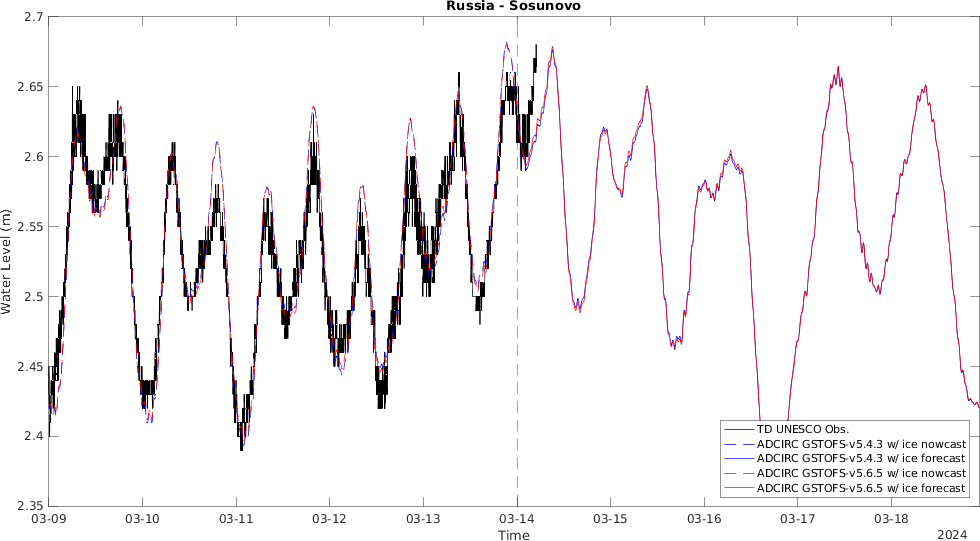 Russia - Sosunovo
2.7
2.65
2.6
2.55
2.5
2.45
2.4
2.35
Water Level (m)
03-09 03-10 03-11 03-12 03-13 03-14 03-15 03-16 03-17 03-18
Time
2024
TD UNESCO Obs.
ADCIRC GSTOFS-v5.4.3 w/ ice nowcast
ADCIRC GSTOFS-v5.4.3 w/ ice forecast
ADCIRC GSTOFS-v5.6.5 w/ ice nowcast
ADCIRC GSTOFS-v5.6.5 w/ ice forecast